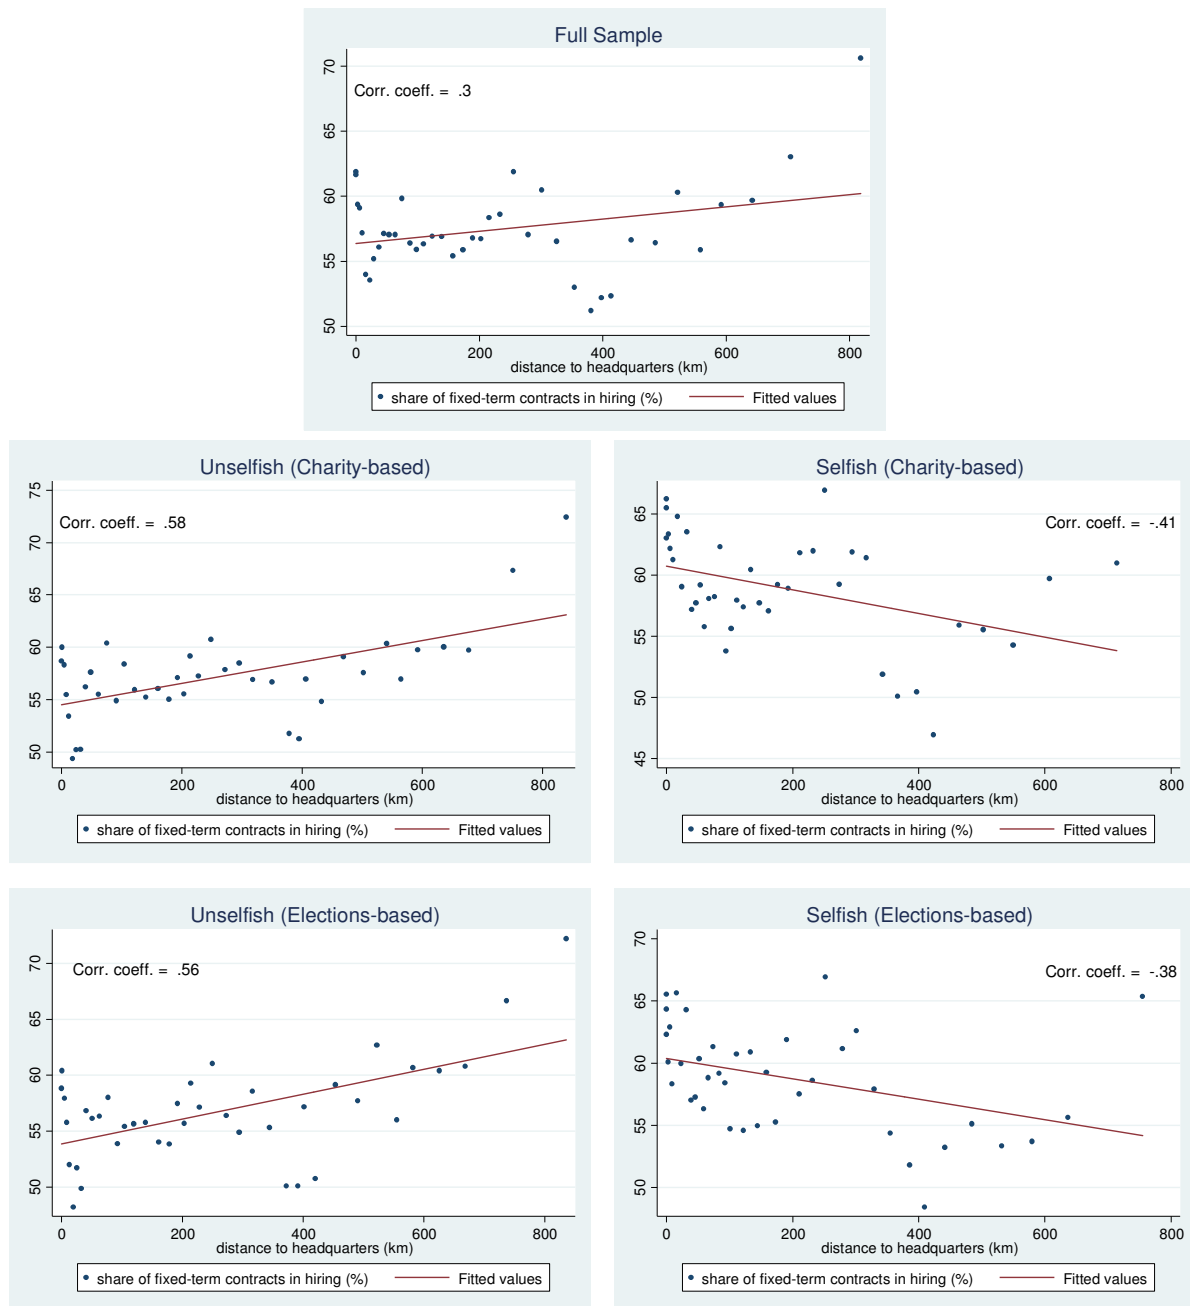 Full Sample
Corr. coeff. = .3
70
65
60
55
50
0 200 400 600 800
distance to headquarters (km)
share of fixed-term contracts in hiring (%) Fitted values
Unselfish (Charity-based)
Corr. coeff. = .58
75
70
65
60
55
50
0 200 400 600 800
distance to headquarters (km)
share of fixed-term contracts in hiring (%) Fitted values
Selfish (Charity-based)
Corr. coeff. = -.41
65
60
55
50
45
0 200 400 600 800
distance to headquarters (km)
share of fixed-term contracts in hiring (%) Fitted values
Unselfish (Elections-based)
Corr. coeff. = .56
70
65
60
55
50
0 200 400 600 800
distance to headquarters (km)
share of fixed-term contracts in hiring (%) Fitted values
Selfish (Elections-based)
Corr. coeff. = -.38
70
65
60
55
50
0 200 400 600 800
distance to headquarters (km)
share of fixed-term contracts in hiring (%) Fitted values